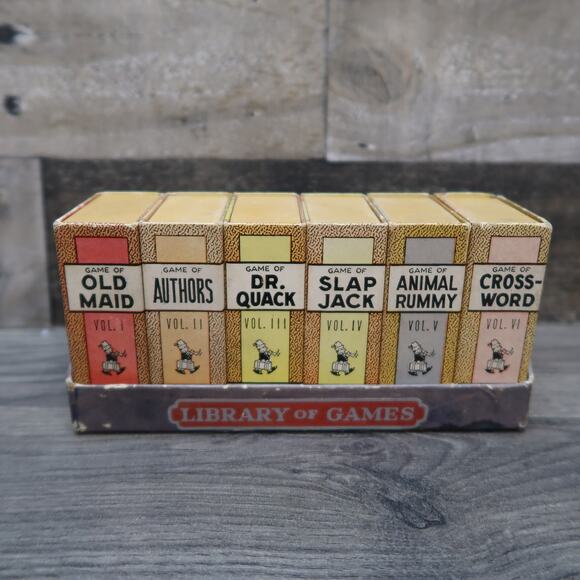 GAME OF
OLD
MAID
VOL. I
GAME OF
AUTHORS
VOL. II
GAME OF
DR.
QUACK
VOL. III
GAME OF
SLAP
JACK
VOL. IV
GAME OF
ANIMAL
RUMMY
VOL. V
GAME OF
CROSS-
WORD
VOL. VI
LIBRARY OF GAMES